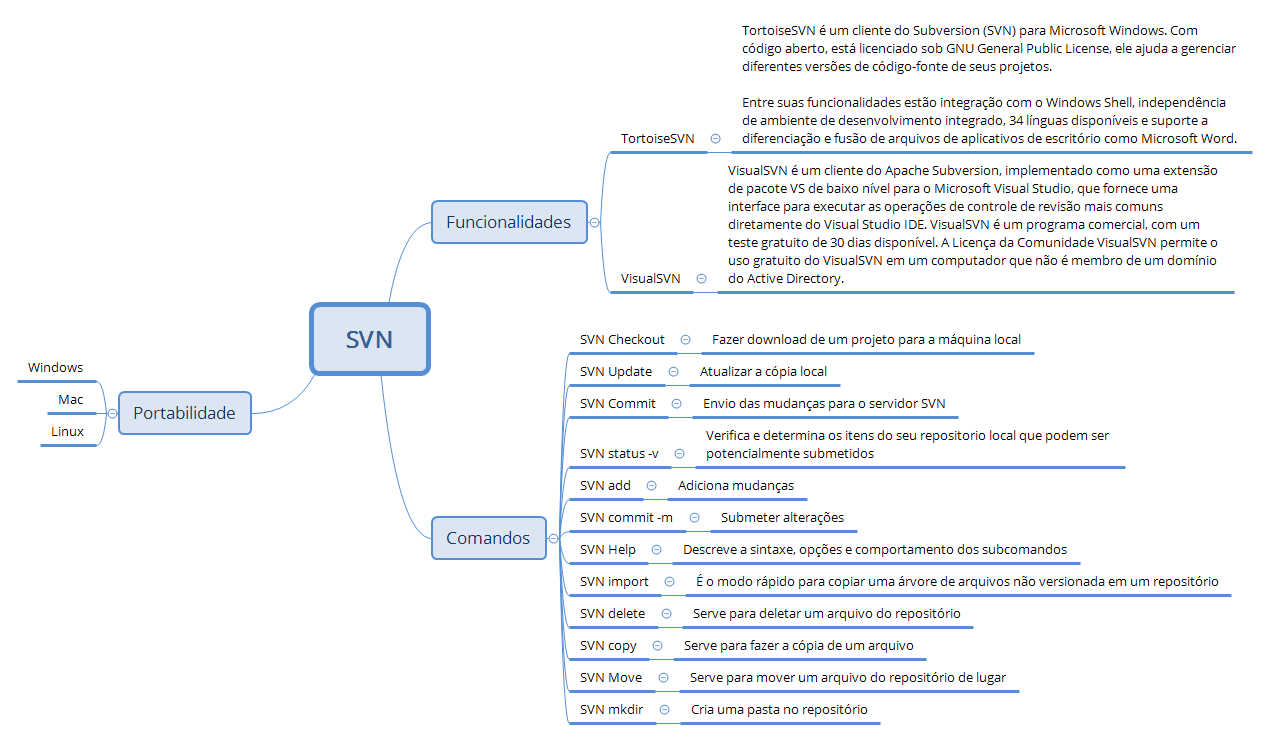 TortoiseSVN é um cliente do Subversion (SVN) para Microsoft Windows. Com
código aberto, está licenciado sob GNU General Public License, ele ajuda a gerenciar
diferentes versões de código-fonte de seus projetos.
Entre suas funcionalidades estão integração com o Windows Shell, independência
de ambiente de desenvolvimento integrado, 34 línguas disponíveis e suporte a
diferenciação e fusão de arquivos de aplicativos de escritório como Microsoft Word.
TortoiseSVN
VisualSVN é um cliente do Apache Subversion, implementado como uma extensão
de pacote VS de baixo nível para o Microsoft Visual Studio, que fornece uma
interface para executar as operações de controle de revisão mais comuns
diretamente do Visual Studio IDE. VisualSVN é um programa comercial, com um
teste gratuito de 30 dias disponível. A Licença da Comunidade VisualSVN permite o
uso gratuito do VisualSVN em um computador que não é membro de um domínio
do Active Directory.
VisualSVN
Funcionalidades
SVN
Windows
Mac
Linux
Portabilidade
Comandos
SVN Checkout Fazer download de um projeto para a máquina local
SVN Update Atualizar a cópia local
SVN Commit Envio das mudanças para o servidor SVN
Verifica e determina os itens do seu repositorio local que podem ser
SVN status -v potencialmente submetidos
SVN add Adiciona mudanças
SVN commit -m Submeter alterações
SVN Help Descreve a sintaxe, opções e comportamento dos subcomandos
SVN import É o modo rápido para copiar uma árvore de arquivos não versionada em um repositório
SVN delete Serve para deletar um arquivo do repositório
SVN copy Serve para fazer a cópia de um arquivo
SVN Move Serve para mover um arquivo do repositório de lugar
SVN mkdir Cria uma pasta no repositório